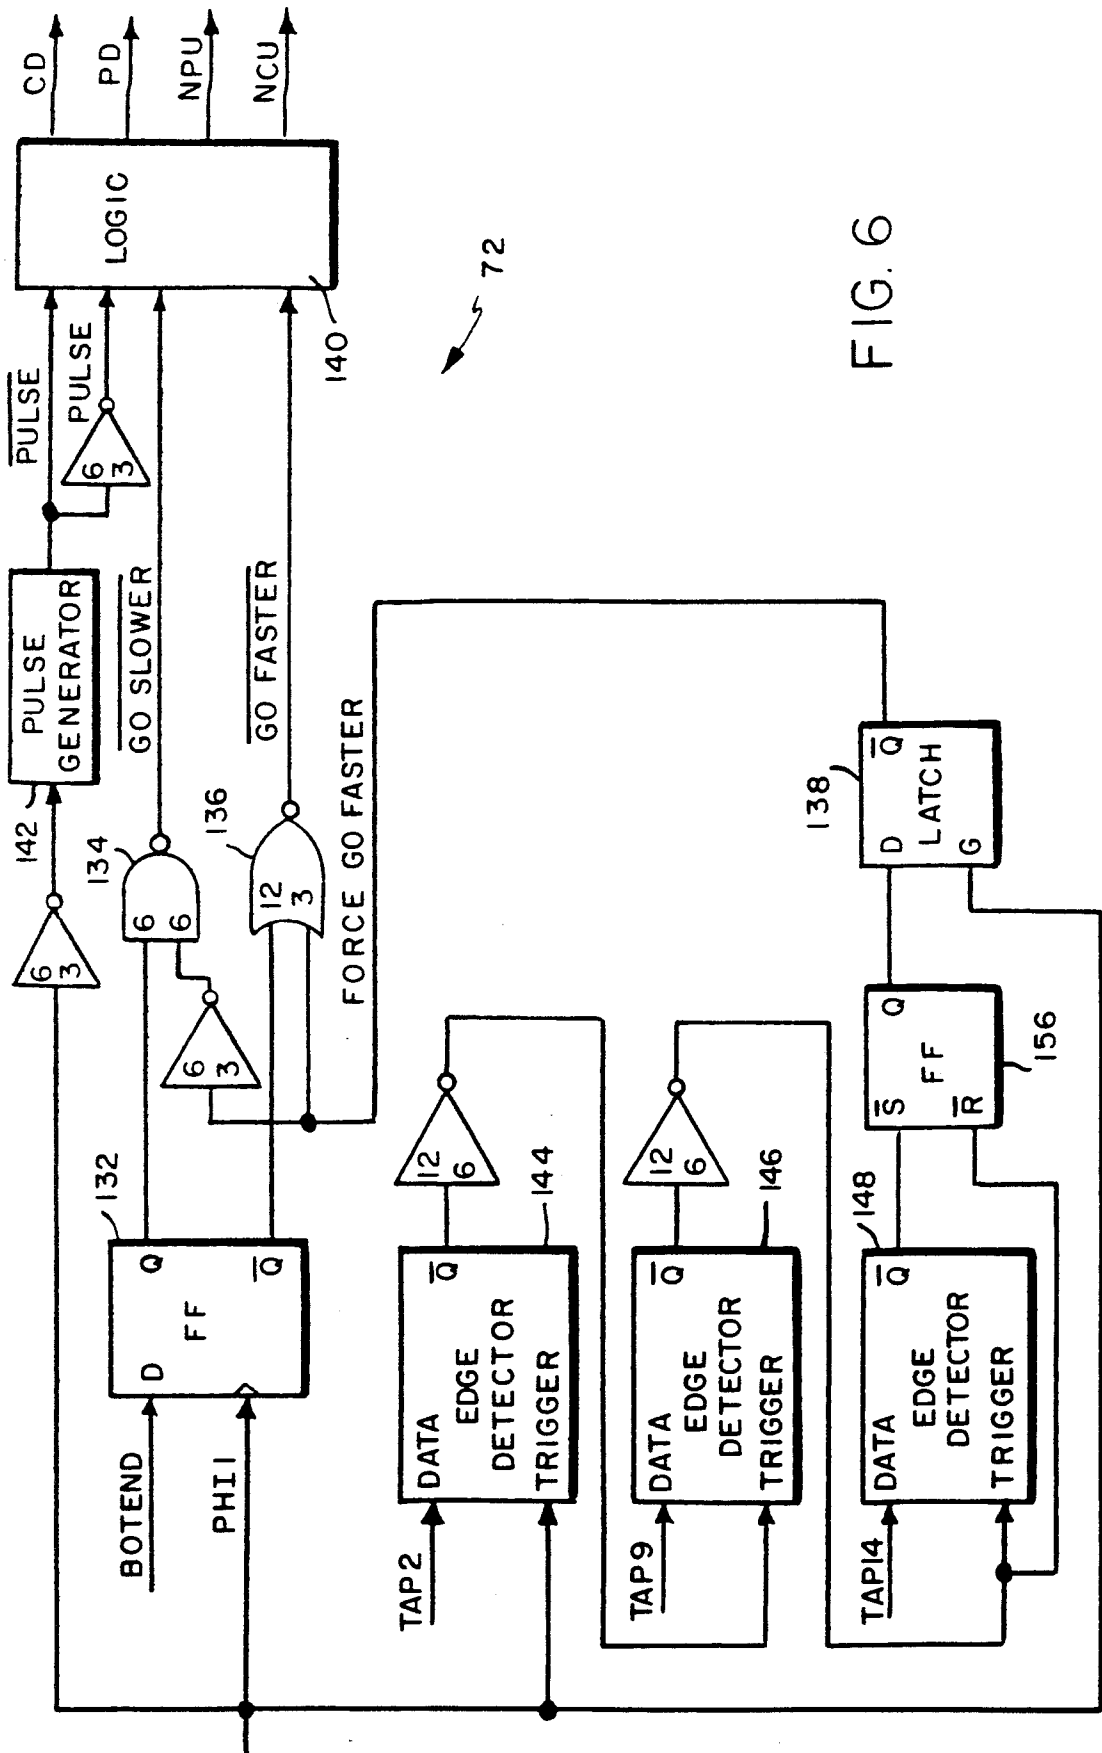 CD
PD
NPU
NCU
LOGIC
140
72
FIG. 6
PULSE
PULSE
6
3
PULSE
GENERATOR
142
GO SLOWER
GO FASTER
FORCE GO FASTER
6
3
134
6
6
136
12
3
6
3
132
D
Q
FF
Q
BOTEND
PHI1
12
6
144
Q
DATA
EDGE
DETECTOR
TRIGGER
TAP2
12
6
146
Q
DATA
EDGE
DETECTOR
TRIGGER
TAP9
148
Q
DATA
EDGE
DETECTOR
TRIGGER
TAP14
S
Q
FF
R
156
138
D
Q
LATCH
G